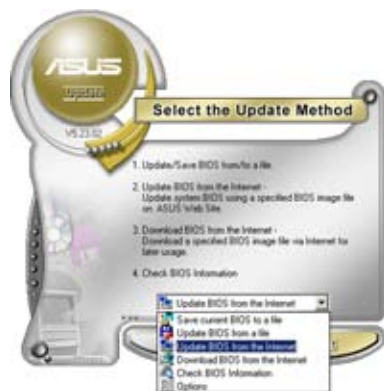 ASUS
Update
Select the Update Method
1. Update/Save BIOS from/to a file.
2. Update BIOS from the Internet -
Update system BIOS using a specified BIOS image file
on ASUS Web Site.
3. Download BIOS from the Internet -
Download a specified BIOS image file via Internet for
later usage.
4. Check BIOS Information
Update BIOS from the Internet
Save current BIOS to a file
Update BIOS from a file
Update BIOS from the Internet
Download BIOS from the Internet
Check BIOS Information
Options